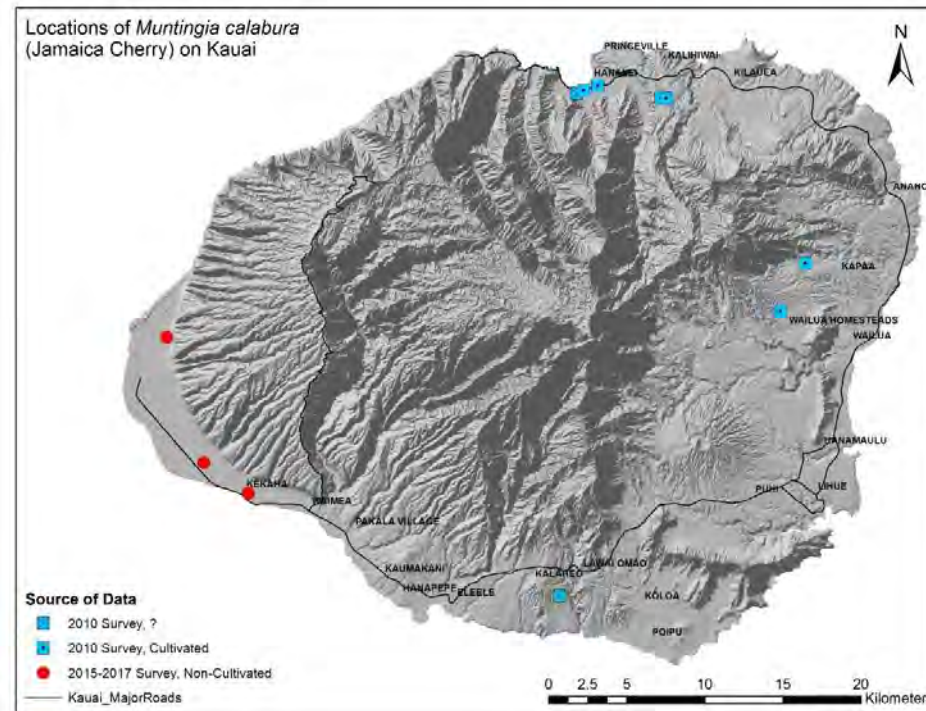 Locations of Muntingia calabura
(Jamaica Cherry) on Kauai
N
PRINCEVILLE
KALIHIWAI
HANALEI
KILAULA
ANAHO
KAPAA
WAILUA HOMESTEADS
WAILUA
HANAMAULU
KEKAHA
PUHI
LIHUE
WAIMEA
PAKALA VILLAGE
LAWAI OMAO
KAUMAKANI
KALAHEO
HANAPEPE
ELEELE
KOLOA
POIPU
Source of Data
2010 Survey, ?
2010 Survey, Cultivated
2015-2017 Survey, Non-Cultivated
Kauai_MajorRoads
0 2.5 5 10 15 20
Kilometer